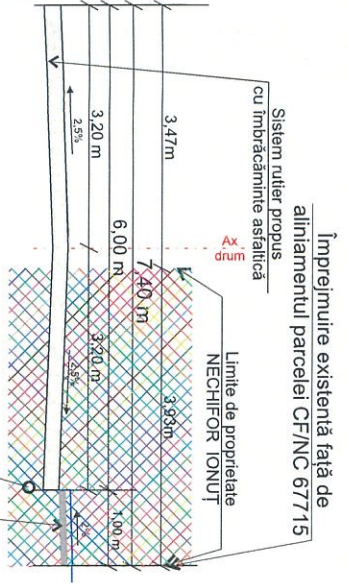 Împrejmuire existentă față de
aliniamentul parcelei CF/NC 67715
Sistem rutier propus
cu îmbrăcăminte asfaltică
Ax
drum
Limite de proprietate
NECHIFOR IONUȚ
3,47m
3,93m
7,40 m
6,00 m
3,20 m
3,20 m
1,00 m
2,5%
2,5%
2%